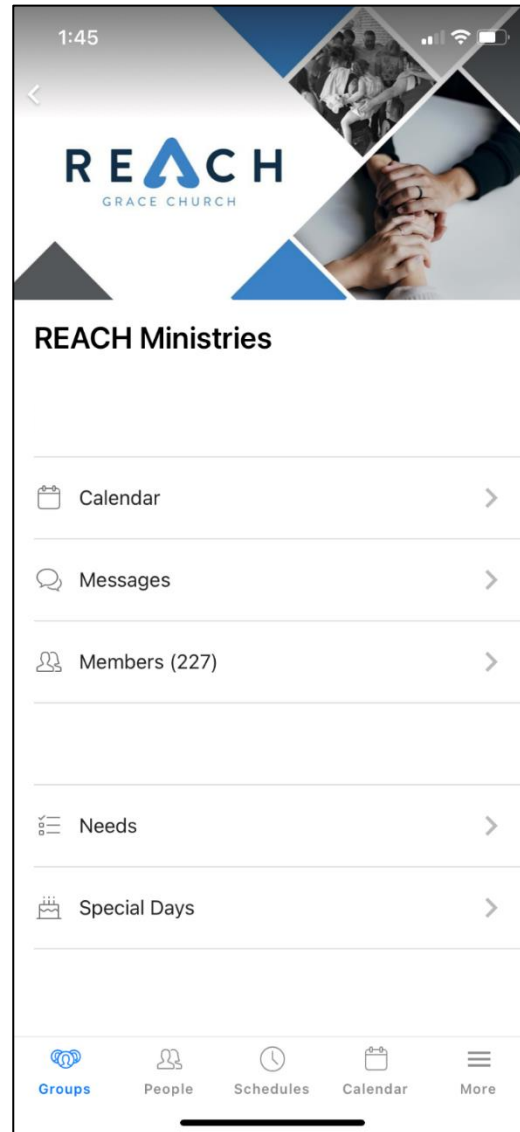 1:45
REACH
GRACE CHURCH
REACH Ministries
Calendar
Messages
Members (227)
Needs
Special Days
Groups People Schedules Calendar More